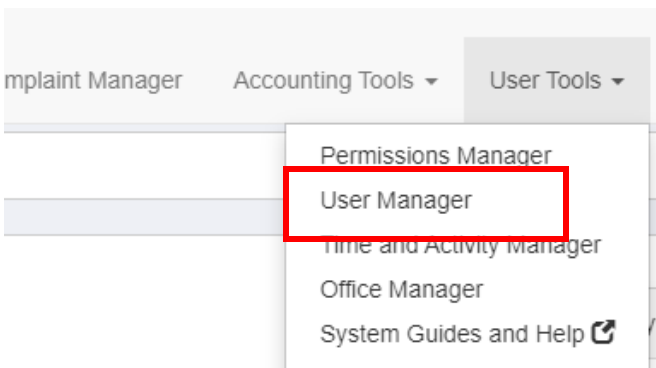 mplaint Manager Accounting Tools User Tools
Permissions Manager
User Manager
Time and Activity Manager
Office Manager
System Guides and Help